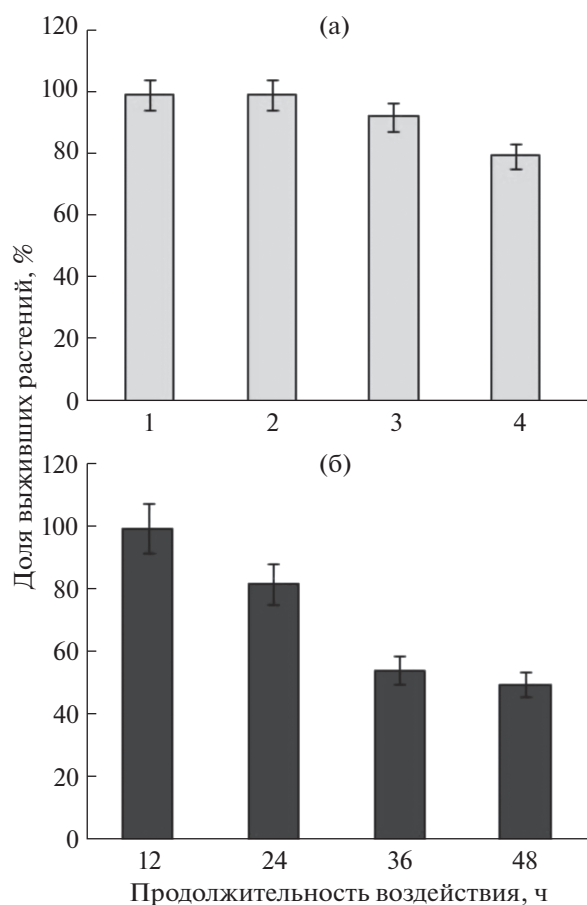 Доля выживших растений, %
(а)
120
100
80
60
40
20
0
1 2 3 4
(б)
120
100
80
60
40
20
0
12 24 36 48
Продолжительность воздействия, ч